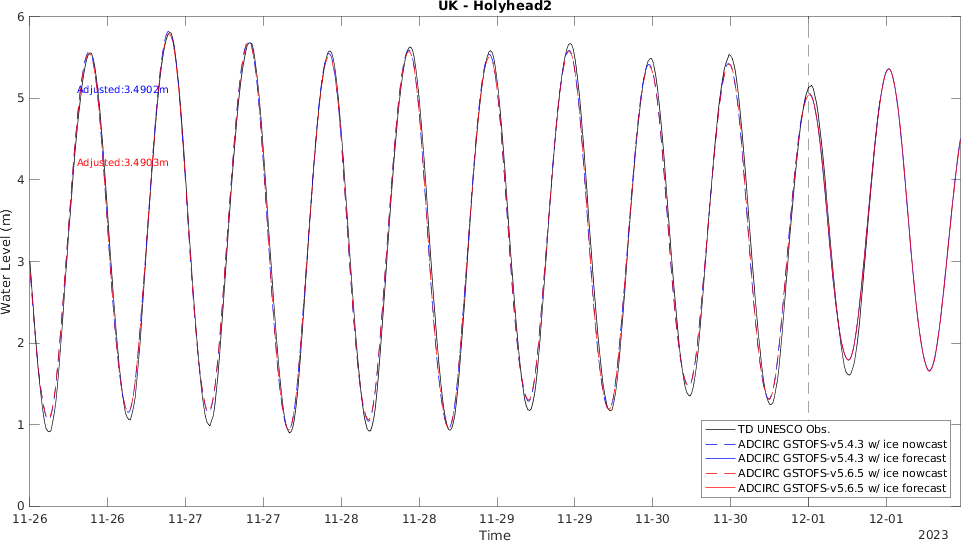 UK - Holyhead2
6
5
4
3
2
1
0
Water Level (m)
Adjusted:3.4902m
Adjusted:3.4903m
TD UNESCO Obs.
ADCIRC GSTOFS-v5.4.3 w/ ice nowcast
ADCIRC GSTOFS-v5.4.3 w/ ice forecast
ADCIRC GSTOFS-v5.6.5 w/ ice nowcast
ADCIRC GSTOFS-v5.6.5 w/ ice forecast
11-26 11-26 11-27 11-27 11-28 11-28 11-29 11-29 11-30 11-30 12-01 12-01
Time
2023